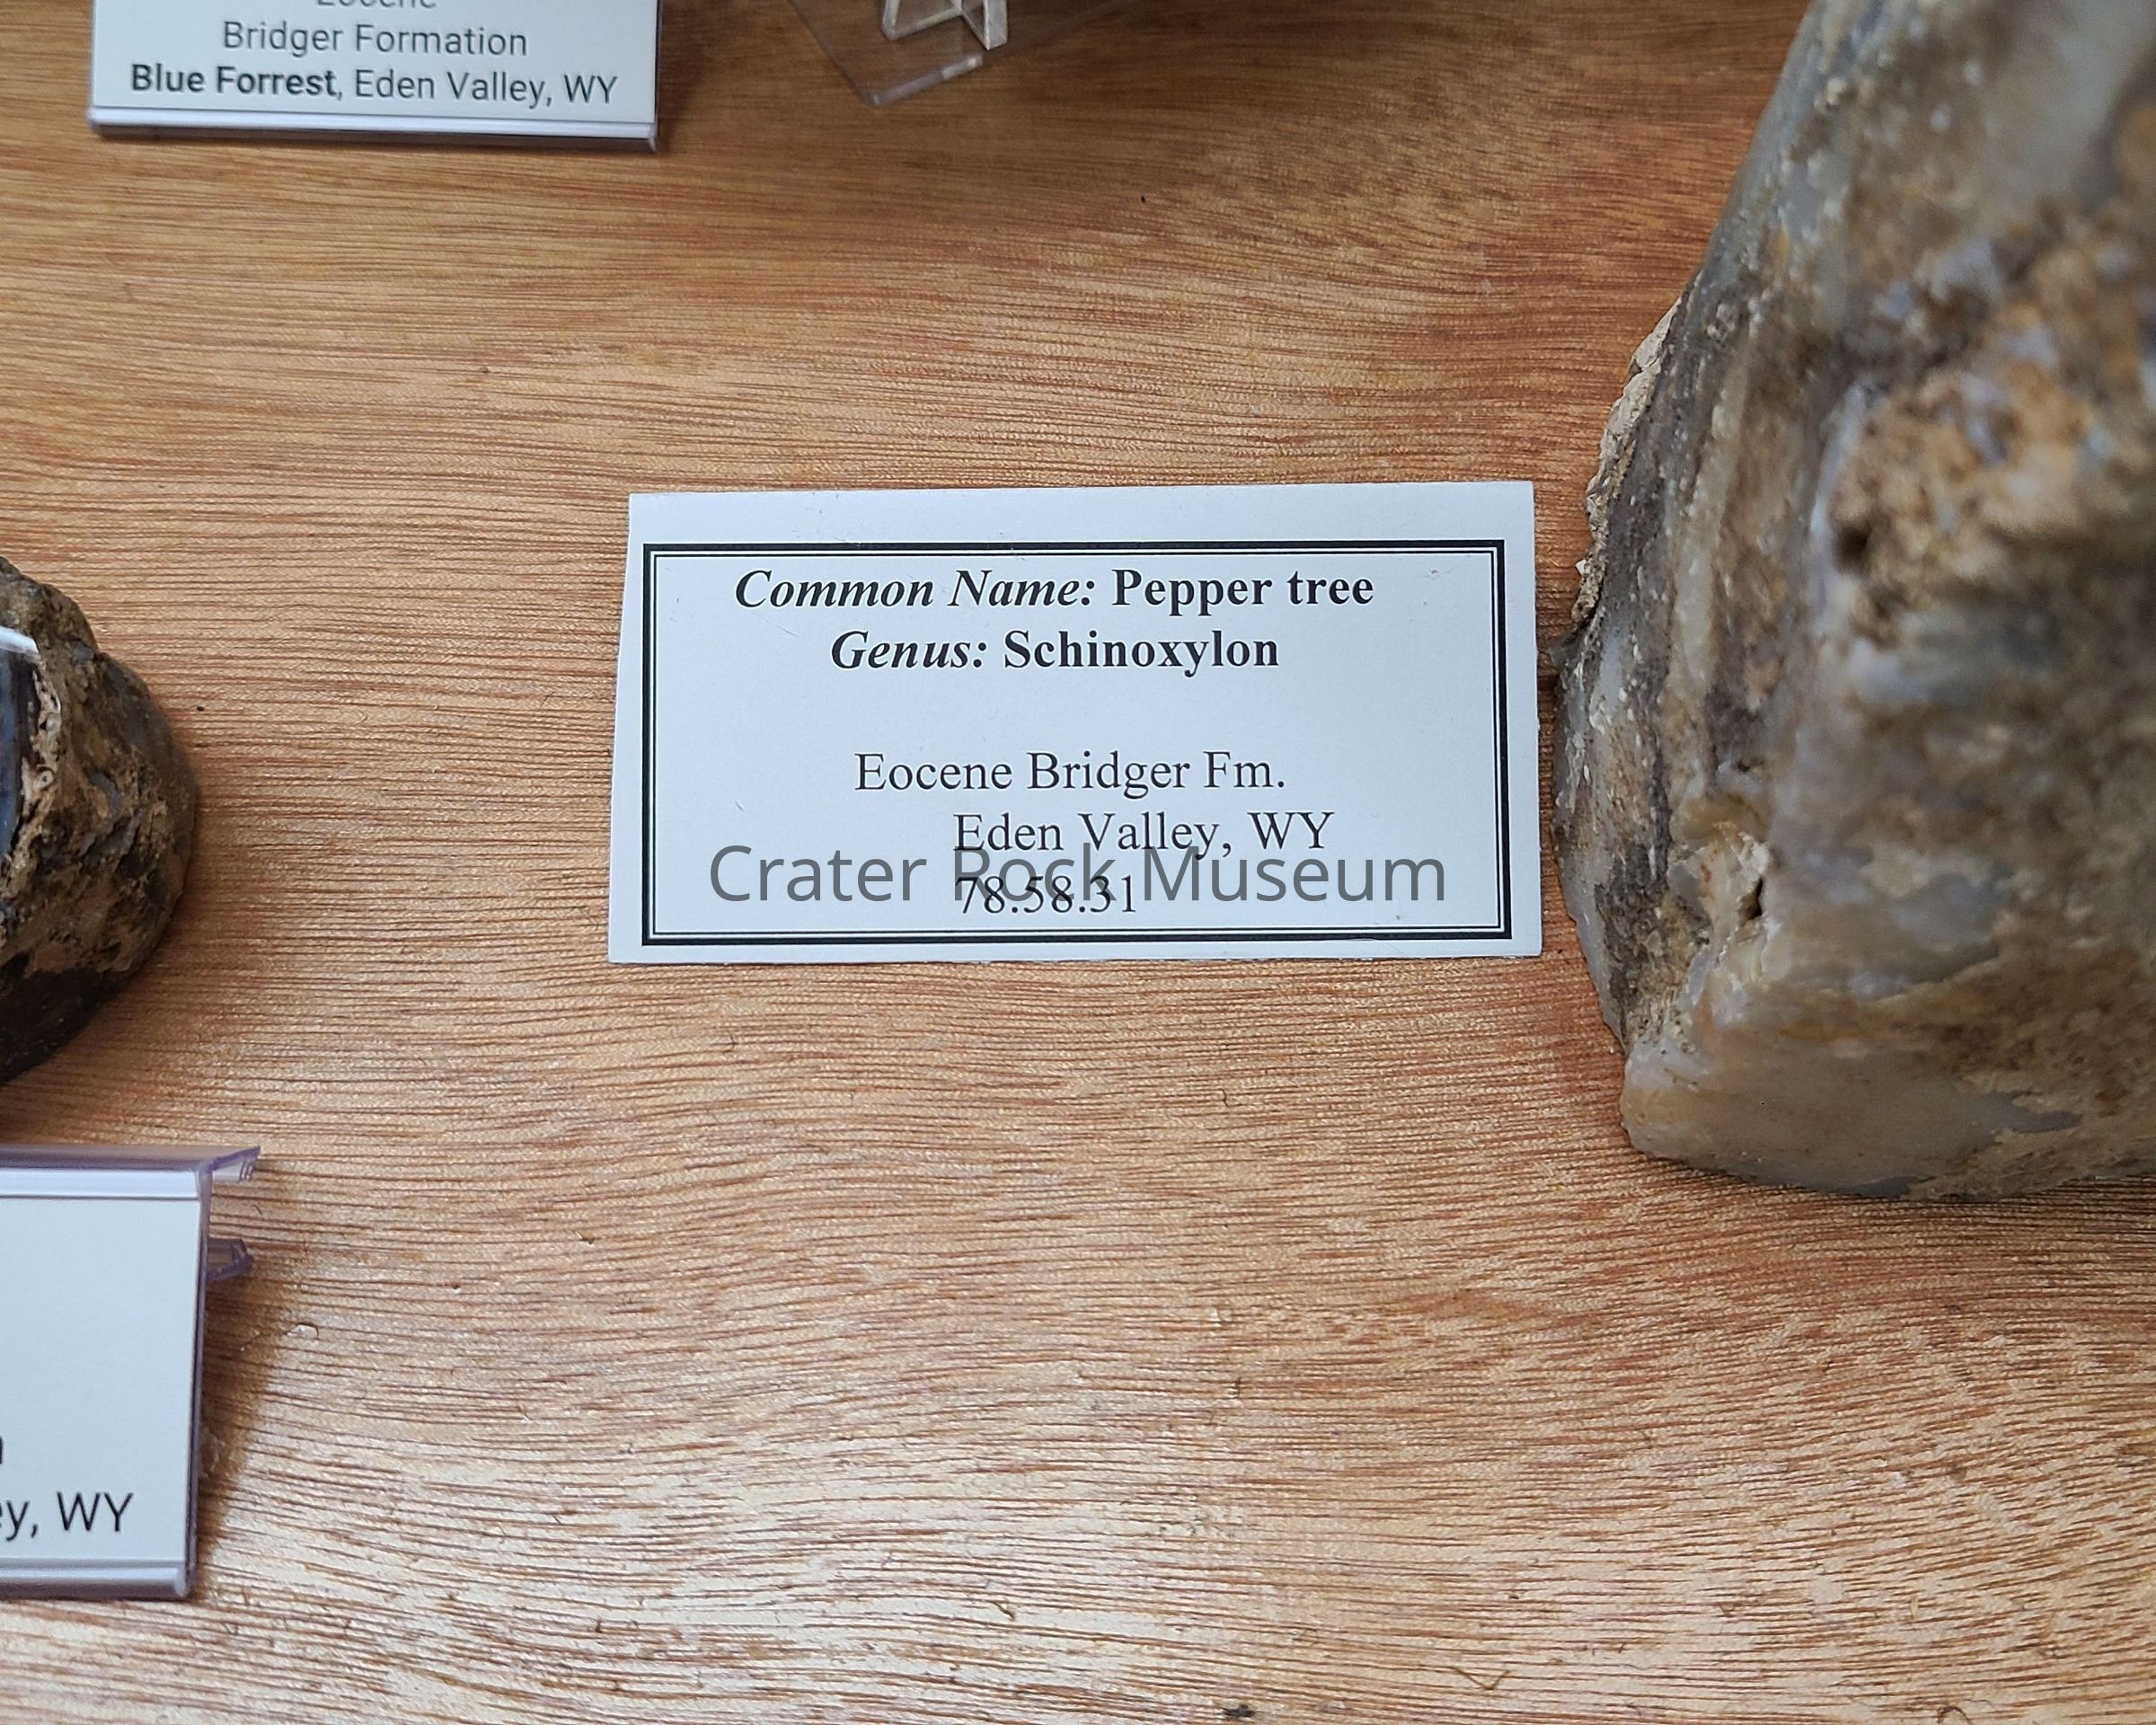 Eocene
Bridger Formation
Blue Forrest, Eden Valley, WY
Common Name: Pepper tree
Genus: Schinoxylon
Eocene Bridger Fm.
Eden Valley, WY
78.58.31
Crater Rock Museum
WY